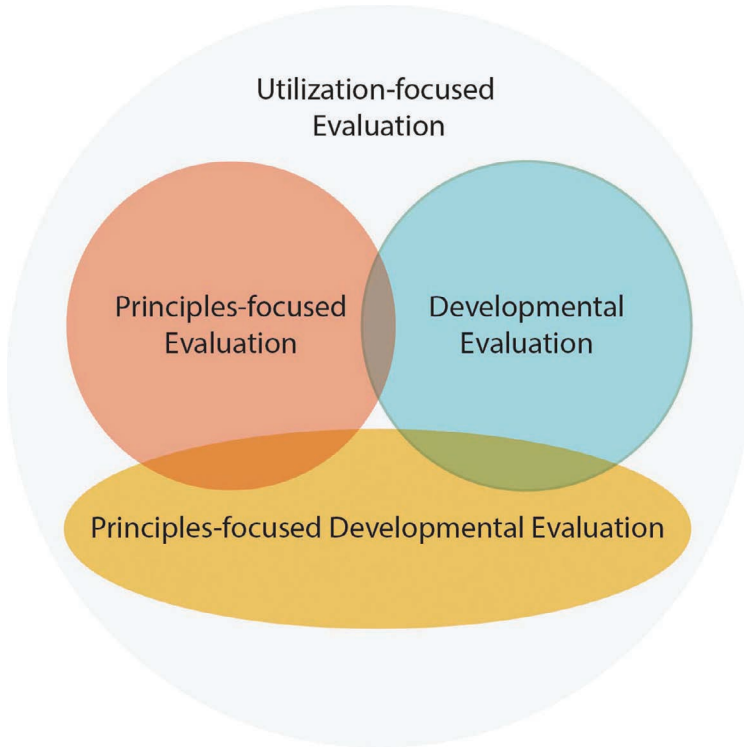 Utilization-focused
Evaluation
Principles-focused
Evaluation
Developmental
Evaluation
Principles-focused Developmental Evaluation